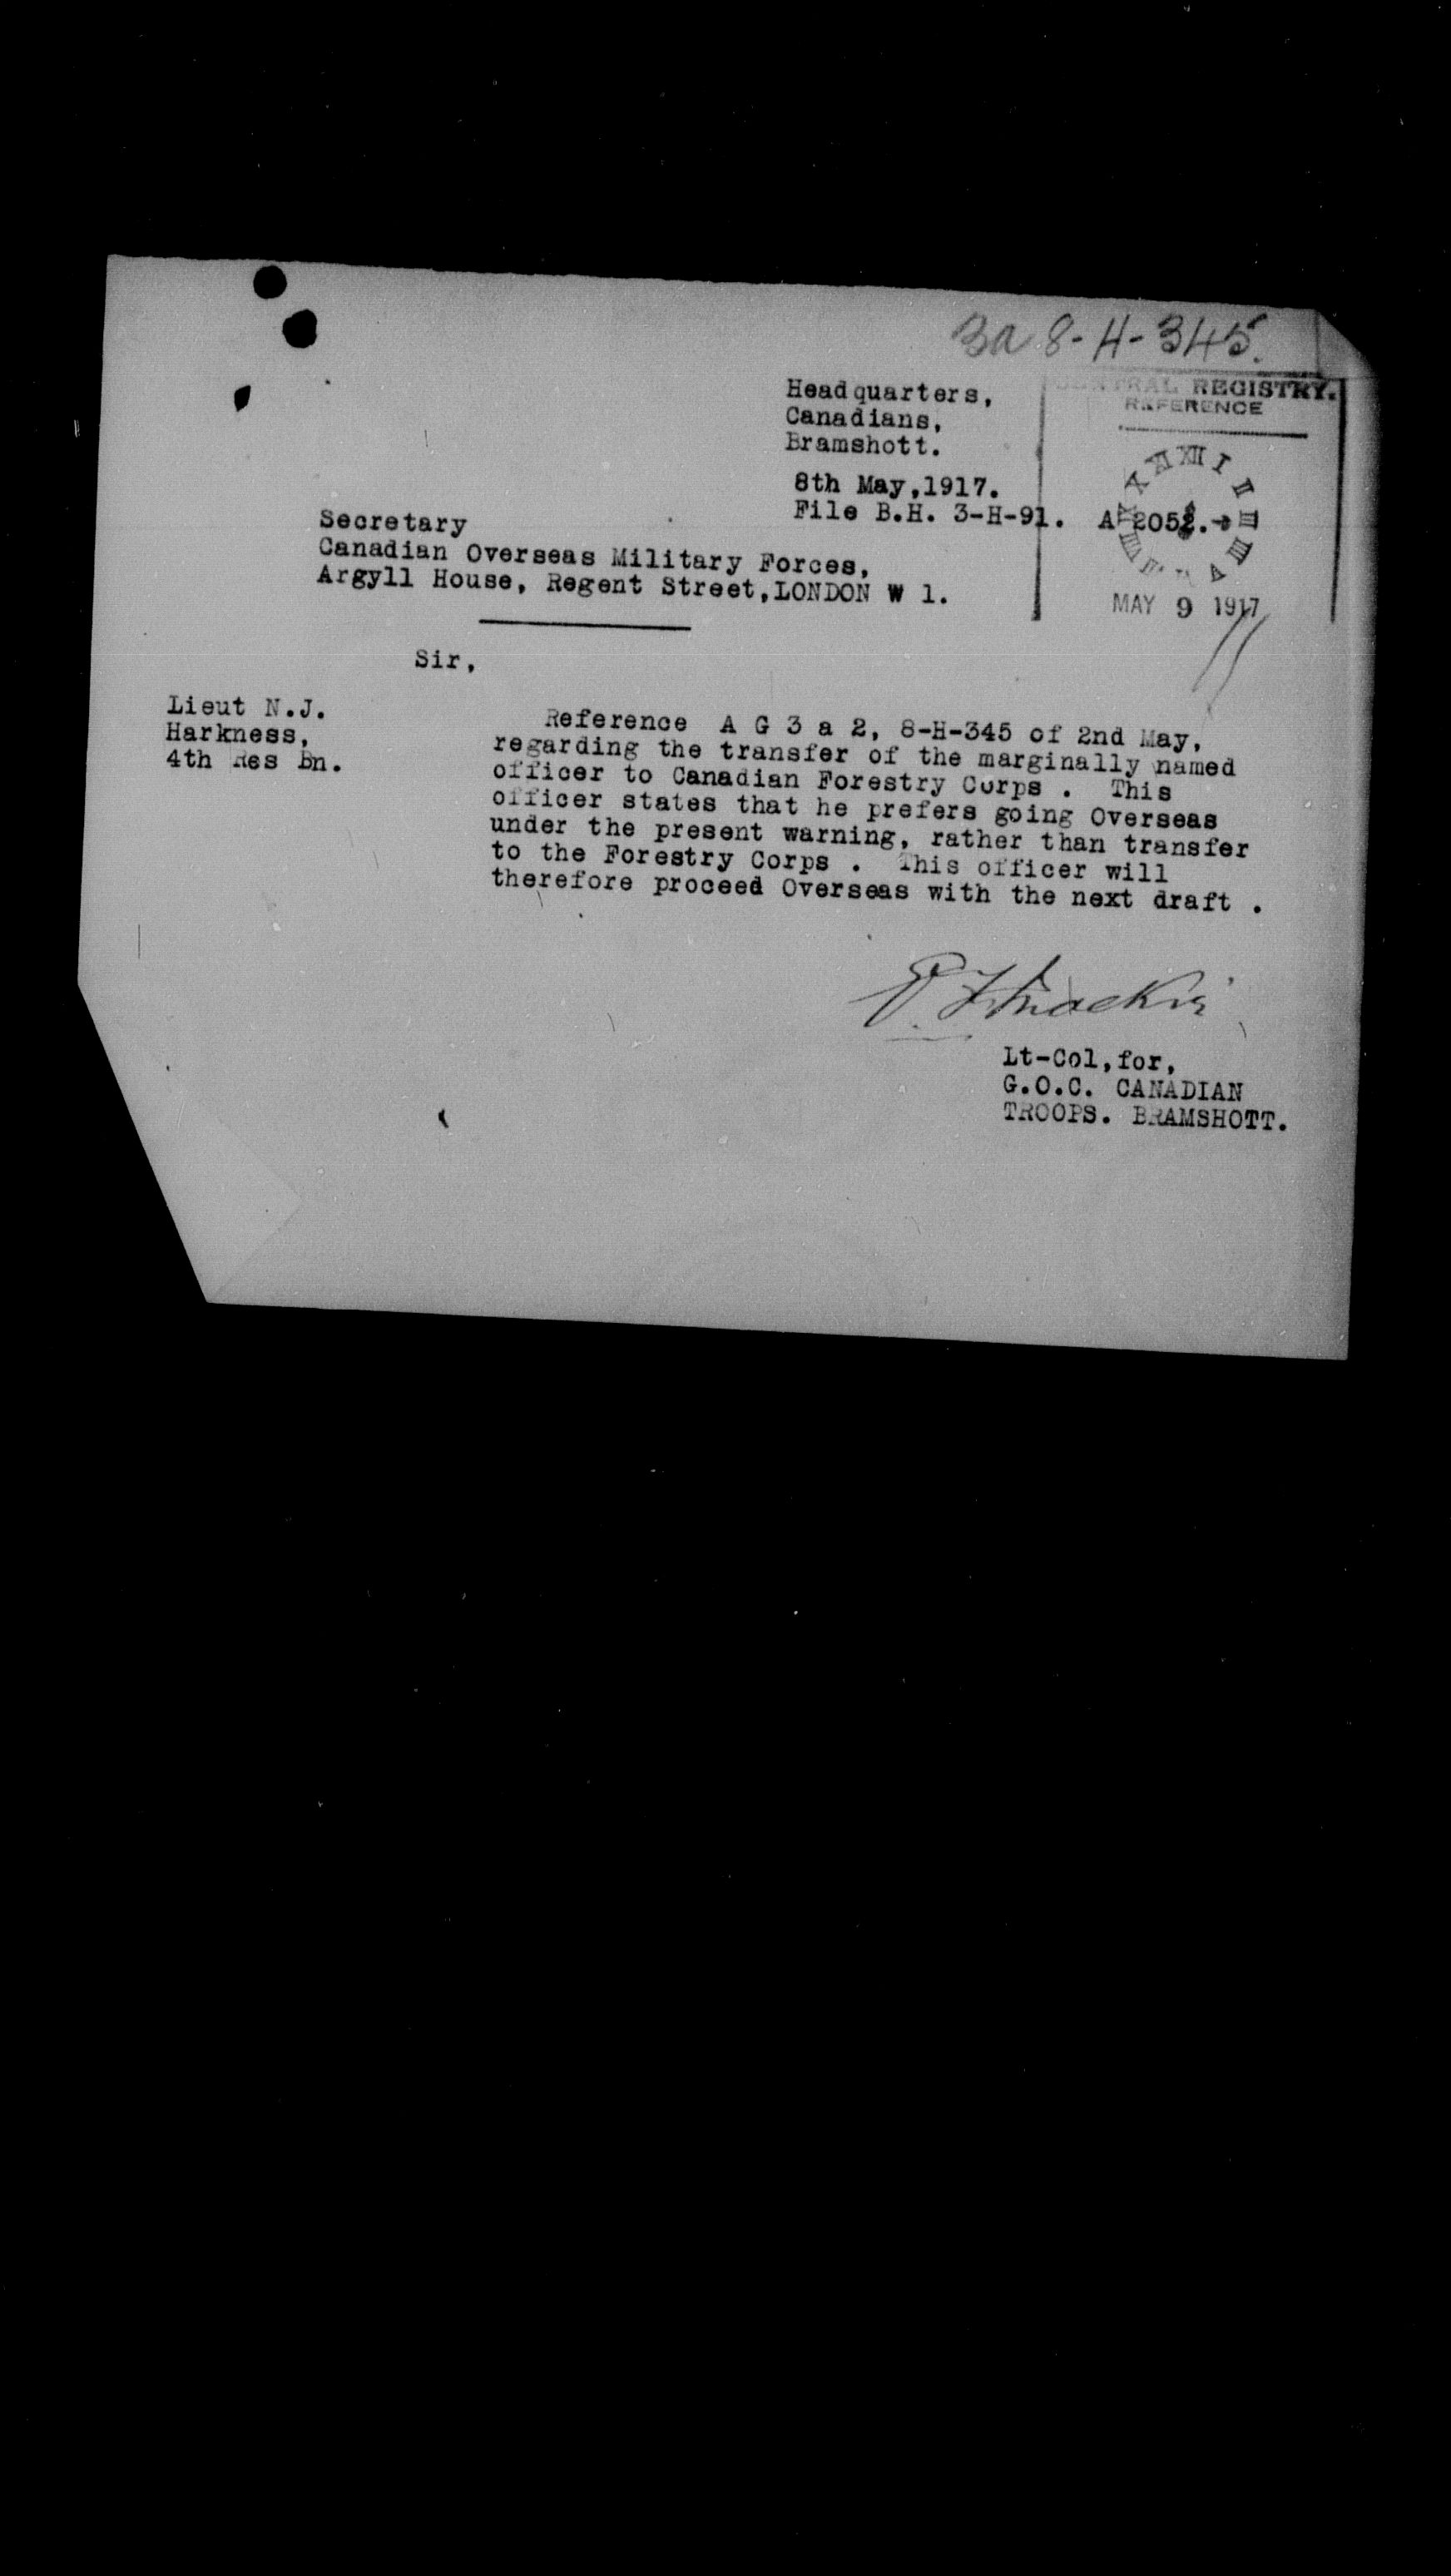 3a 8-H-345.
CENTRAL REGISTRY.
REFERENCE
Headquarters,
Canadians,
Bramshott.
8th May,1917.
File B.H. 3-H-91. A 2052.
MAY 9 1917
Secretary
Canadian Overseas Military Forces,
Argyll House, Regent Street,LONDON W 1.
Sir,
Lieut N.J.
Harkness,
4th Res Bn.
Reference A G 3 a 2, 8-H-345 of 2nd May,
regarding the transfer of the marginally named
officer to Canadian Forestry Corps . This
officer states that he prefers going Overseas
under the present warning, rather than transfer
to the Forestry Corps . This officer will
therefore proceed Overseas with the next draft .
Lt-Col,for,
G.O.C. CANADIAN
TROOPS. BRAMSHOTT.